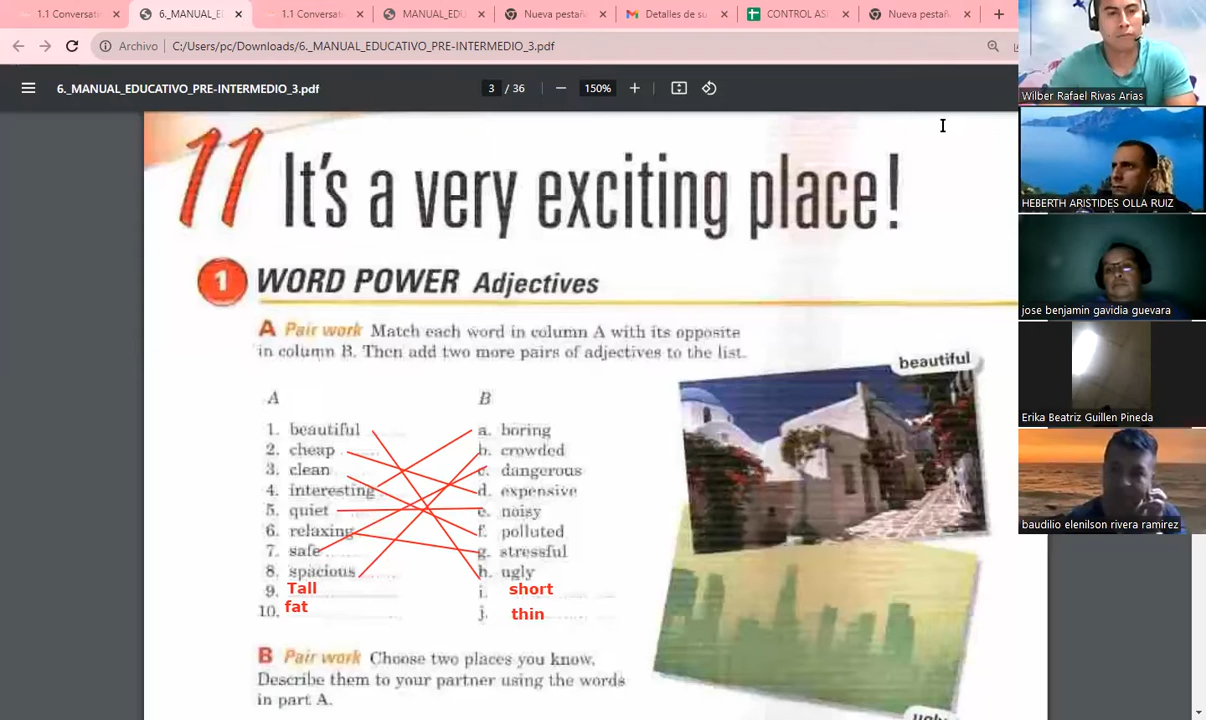 1.1 Conversati
6._MANUAL_E
1.1 Conversati
MANUAL_EDU
Nueva pestañ
Detalles de su
CONTROL ASI
Nueva pestañ
Archivo
C:/Users/pc/Downloads/6._MANUAL_EDUCATIVO_PRE-INTERMEDIO_3.pdf
6._MANUAL_EDUCATIVO_PRE-INTERMEDIO_3.pdf
3 / 36
150%
Wilber Rafael Rivas Arias
HEBERTH ARISTIDES OLLA RUIZ
jose benjamin gavidia guevara
Erika Beatriz Guillen Pineda
baudilio elenilson rivera ramirez
11 It's a very exciting place!
1 WORD POWER Adjectives
A Pair work Match each word in column A with its opposite
in column B. Then add two more pairs of adjectives to the list.
A B
1. beautiful a. boring
2. cheap b. crowded
3. clean c. dangerous
4. interesting d. expensive
5. quiet e. noisy
6. relaxing f. polluted
7. safe g. stressful
8. spacious h. ugly
9. Tall i. short
10. fat j. thin
beautiful
ugly
B Pair work Choose two places you know.
Describe them to your partner using the words
in part A.